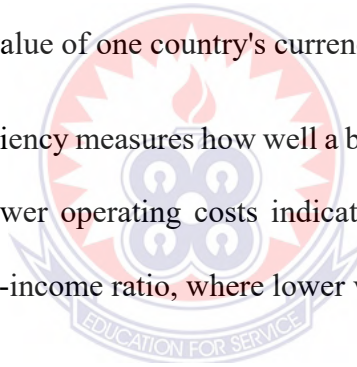 alue of one country's curren
iency measures how well a b
wer operating costs indicat
-income ratio, where lower v
EDUCATION FOR SERVICE